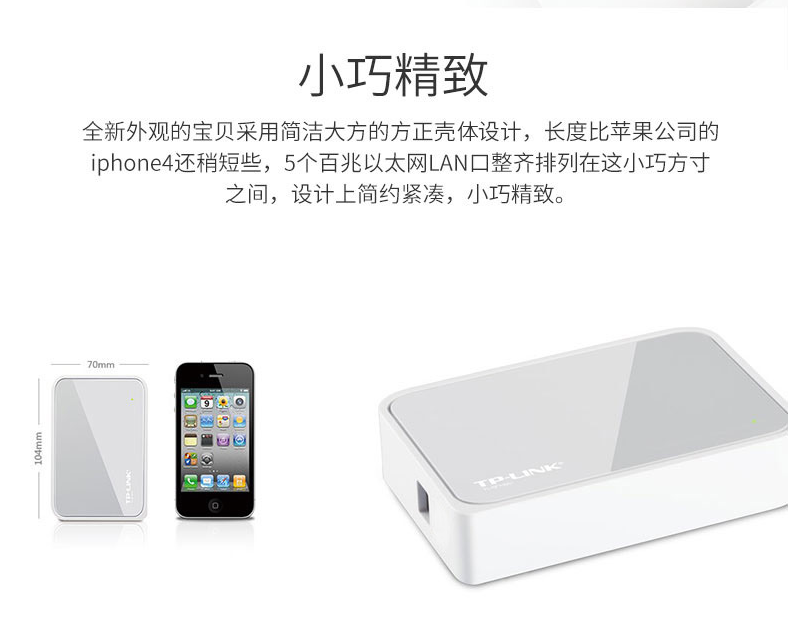 小巧精致
全新外观的宝贝采用简洁大方的方正壳体设计，长度比苹果公司的
iphone4还稍短些，5个百兆以太网LAN口整齐排列在这小巧方寸
之间，设计上简约紧凑，小巧精致。
70mm
104mm
TP-LINK
9
TP-LINK